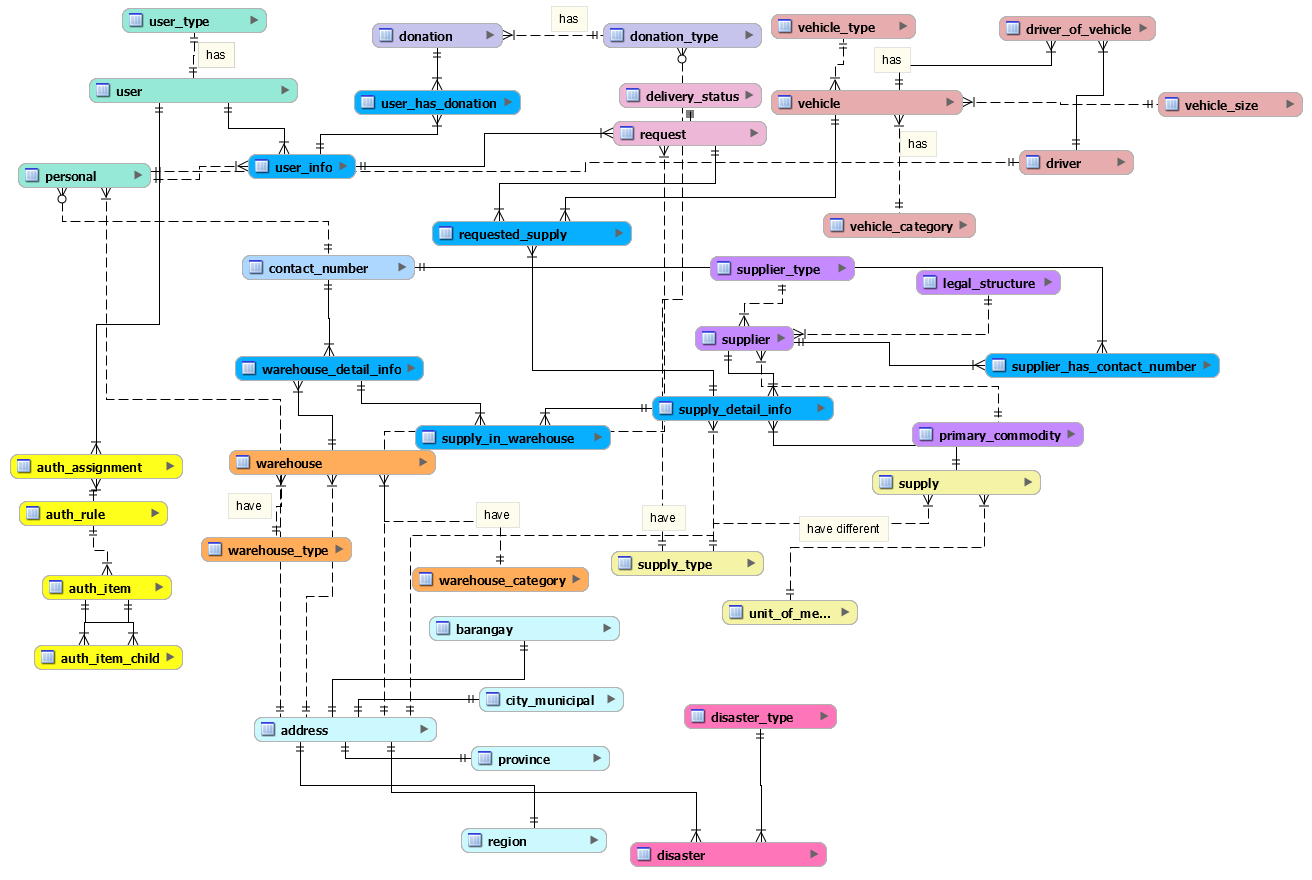 has
user_type
donation
donation_type
vehicle_type
driver_of_vehicle
has
has
user
user_has_donation
delivery_status
vehicle
vehicle_size
request
has
user_info
driver
personal
vehicle_category
requested_supply
contact_number
supplier_type
legal_structure
supplier
warehouse_detail_info
supplier_has_contact_number
supply_detail_info
supply_in_warehouse
primary_commodity
warehouse
auth_assignment
supply
have
auth_rule
have
have
have different
warehouse_type
supply_type
warehouse_category
auth_item
unit_of_me...
barangay
auth_item_child
city_municipal
disaster_type
address
province
region
disaster